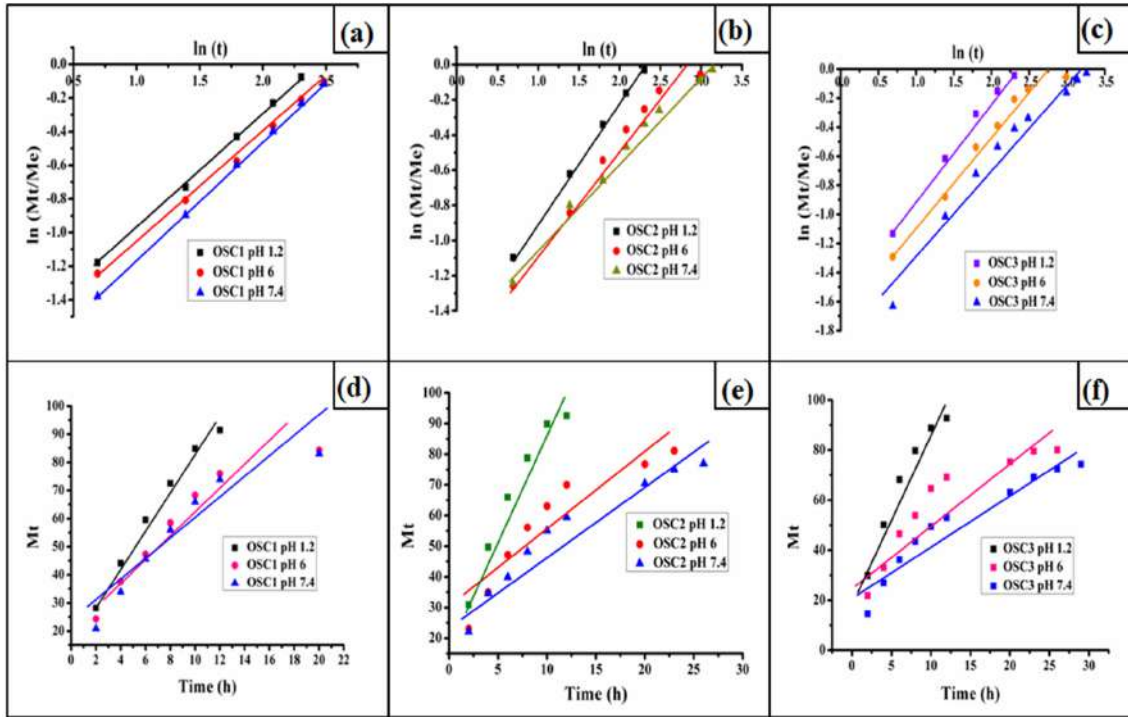 (a)
ln (t)
0.5 1.0 1.5 2.0 2.5 3.0
0.0
-0.2
-0.4
-0.6
-0.8
-1.0
-1.2
-1.4
ln (Mt/Me)
OSC1 pH 1.2
OSC1 pH 6
OSC1 pH 7.4
(b)
ln (t)
0.5 1.0 1.5 2.0 2.5 3.0 3.5
0.0
-0.2
-0.4
-0.6
-0.8
-1.0
-1.2
-1.4
ln (Mt/Me)
OSC2 pH 1.2
OSC2 pH 6
OSC2 pH 7.4
(c)
ln (t)
0.0 0.5 1.0 1.5 2.0 2.5 3.0 3.5
0.0
-0.2
-0.4
-0.6
-0.8
-1.0
-1.2
-1.4
-1.6
-1.8
ln (Mt/Me)
OSC3 pH 1.2
OSC3 pH 6
OSC3 pH 7.4
(d)
100
90
80
70
60
50
40
30
20
Mt
OSC1 pH 1.2
OSC1 pH 6
OSC1 pH 7.4
0 2 4 6 8 10 12 14 16 18 20 22
Time (h)
(e)
100
90
80
70
60
50
40
30
20
Mt
OSC2 pH 1.2
OSC2 pH 6
OSC2 pH 7.4
0 5 10 15 20 25 30
Time (h)
(f)
100
80
60
40
20
0
Mt
OSC3 pH 1.2
OSC3 pH 6
OSC3 pH 7.4
0 5 10 15 20 25 30
Time (h)